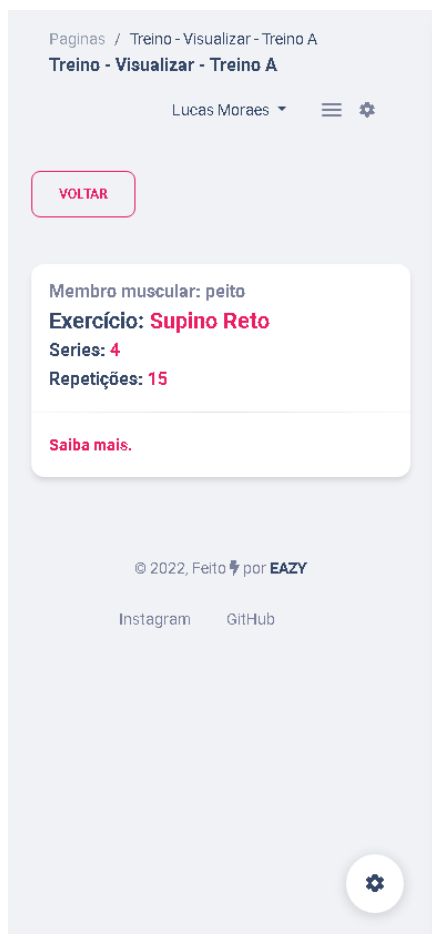 Paginas / Treino - Visualizar - Treino A
Treino - Visualizar - Treino A
Lucas Moraes
VOLTAR
Membro muscular: peito
Exercício: Supino Reto
Series: 4
Repetições: 15
Saiba mais.
© 2022, Feito por EAZY
Instagram GitHub